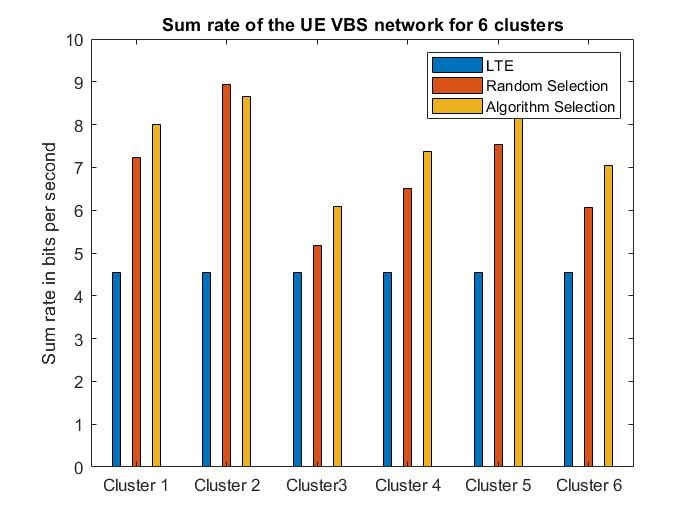 Sum rate of the UE VBS network for 6 clusters
10
9
8
7
6
5
4
3
2
1
0
Sum rate in bits per second
LTE
Random Selection
Algorithm Selection
Cluster 1
Cluster 2
Cluster3
Cluster 4
Cluster 5
Cluster 6